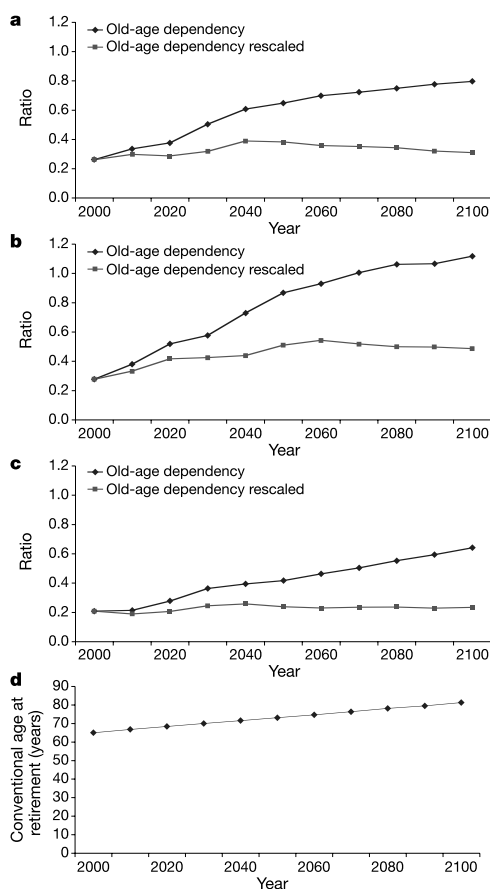 a
1.2
Old-age dependency
1.0
Old-age dependency rescaled
0.8
Ratio
0.6
0.4
0.2
0.0
2000 2020 2040 2060 2080 2100
Year
b
1.2
Old-age dependency
1.0
Old-age dependency rescaled
0.8
Ratio
0.6
0.4
0.2
0.0
2000 2020 2040 2060 2080 2100
Year
c
1.2
Old-age dependency
1.0
Old-age dependency rescaled
0.8
Ratio
0.6
0.4
0.2
0.0
2000 2020 2040 2060 2080 2100
Year
d
Conventional age at
retirement (years)
90
80
70
60
50
40
30
20
10
0
2000 2020 2040 2060 2080 2100
Year